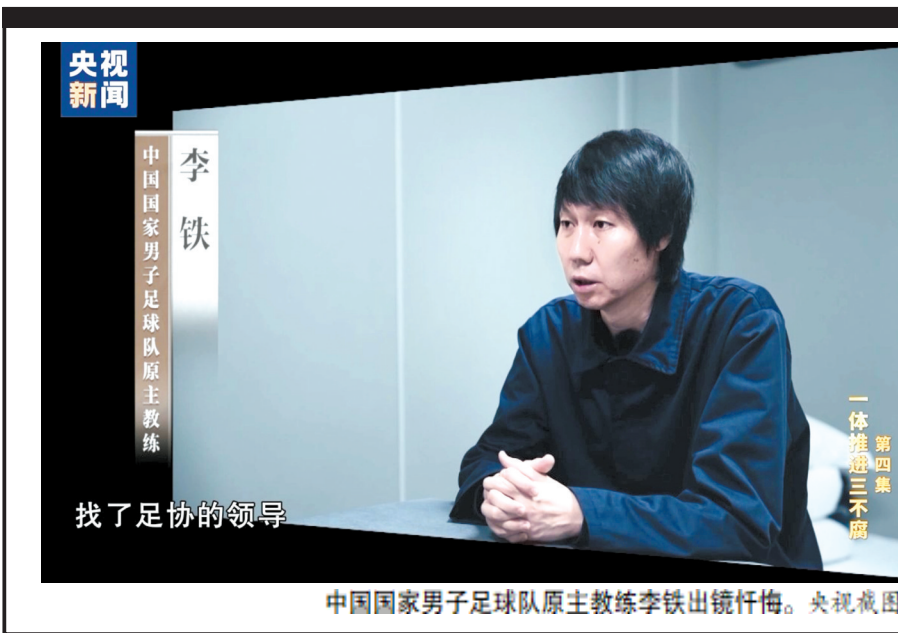 央视
新闻
李铁
中国国家男子足球队原主教练
第四集
一体推进三不腐
找了足协的领导
中国国家男子足球队原主教练李铁出镜忏悔。央视截图